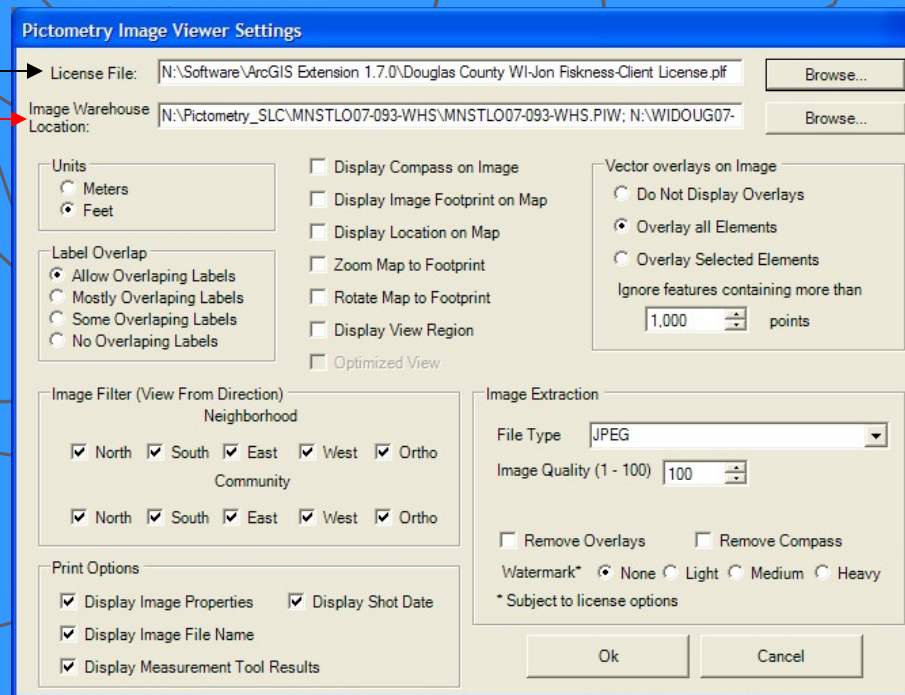 Pictometry Image Viewer Settings
License File: N:\Software\ArcGIS Extension 1.7.0\Douglas County WI-Jon Fiskness-Client License.plf Browse...
Image Warehouse Location: N:\Pictometry_SLC\MNSTLO07-093-WHS\MNSTLO07-093-WHS.PIW; N:\WIDOUG07- Browse...
Units
Meters
Feet
Label Overlap
Allow Overlaping Labels
Mostly Overlaping Labels
Some Overlaping Labels
No Overlaping Labels
Display Compass on Image
Display Image Footprint on Map
Display Location on Map
Zoom Map to Footprint
Rotate Map to Footprint
Display View Region
Optimized View
Vector overlays on Image
Do Not Display Overlays
Overlay all Elements
Overlay Selected Elements
Ignore features containing more than
1,000 points
Image Filter (View From Direction)
Neighborhood
North South East West Ortho
Community
North South East West Ortho
Image Extraction
File Type JPEG
Image Quality (1 - 100) 100
Remove Overlays Remove Compass
Watermark* None Light Medium Heavy
* Subject to license options
Print Options
Display Image Properties Display Shot Date
Display Image File Name
Display Measurement Tool Results
Ok Cancel